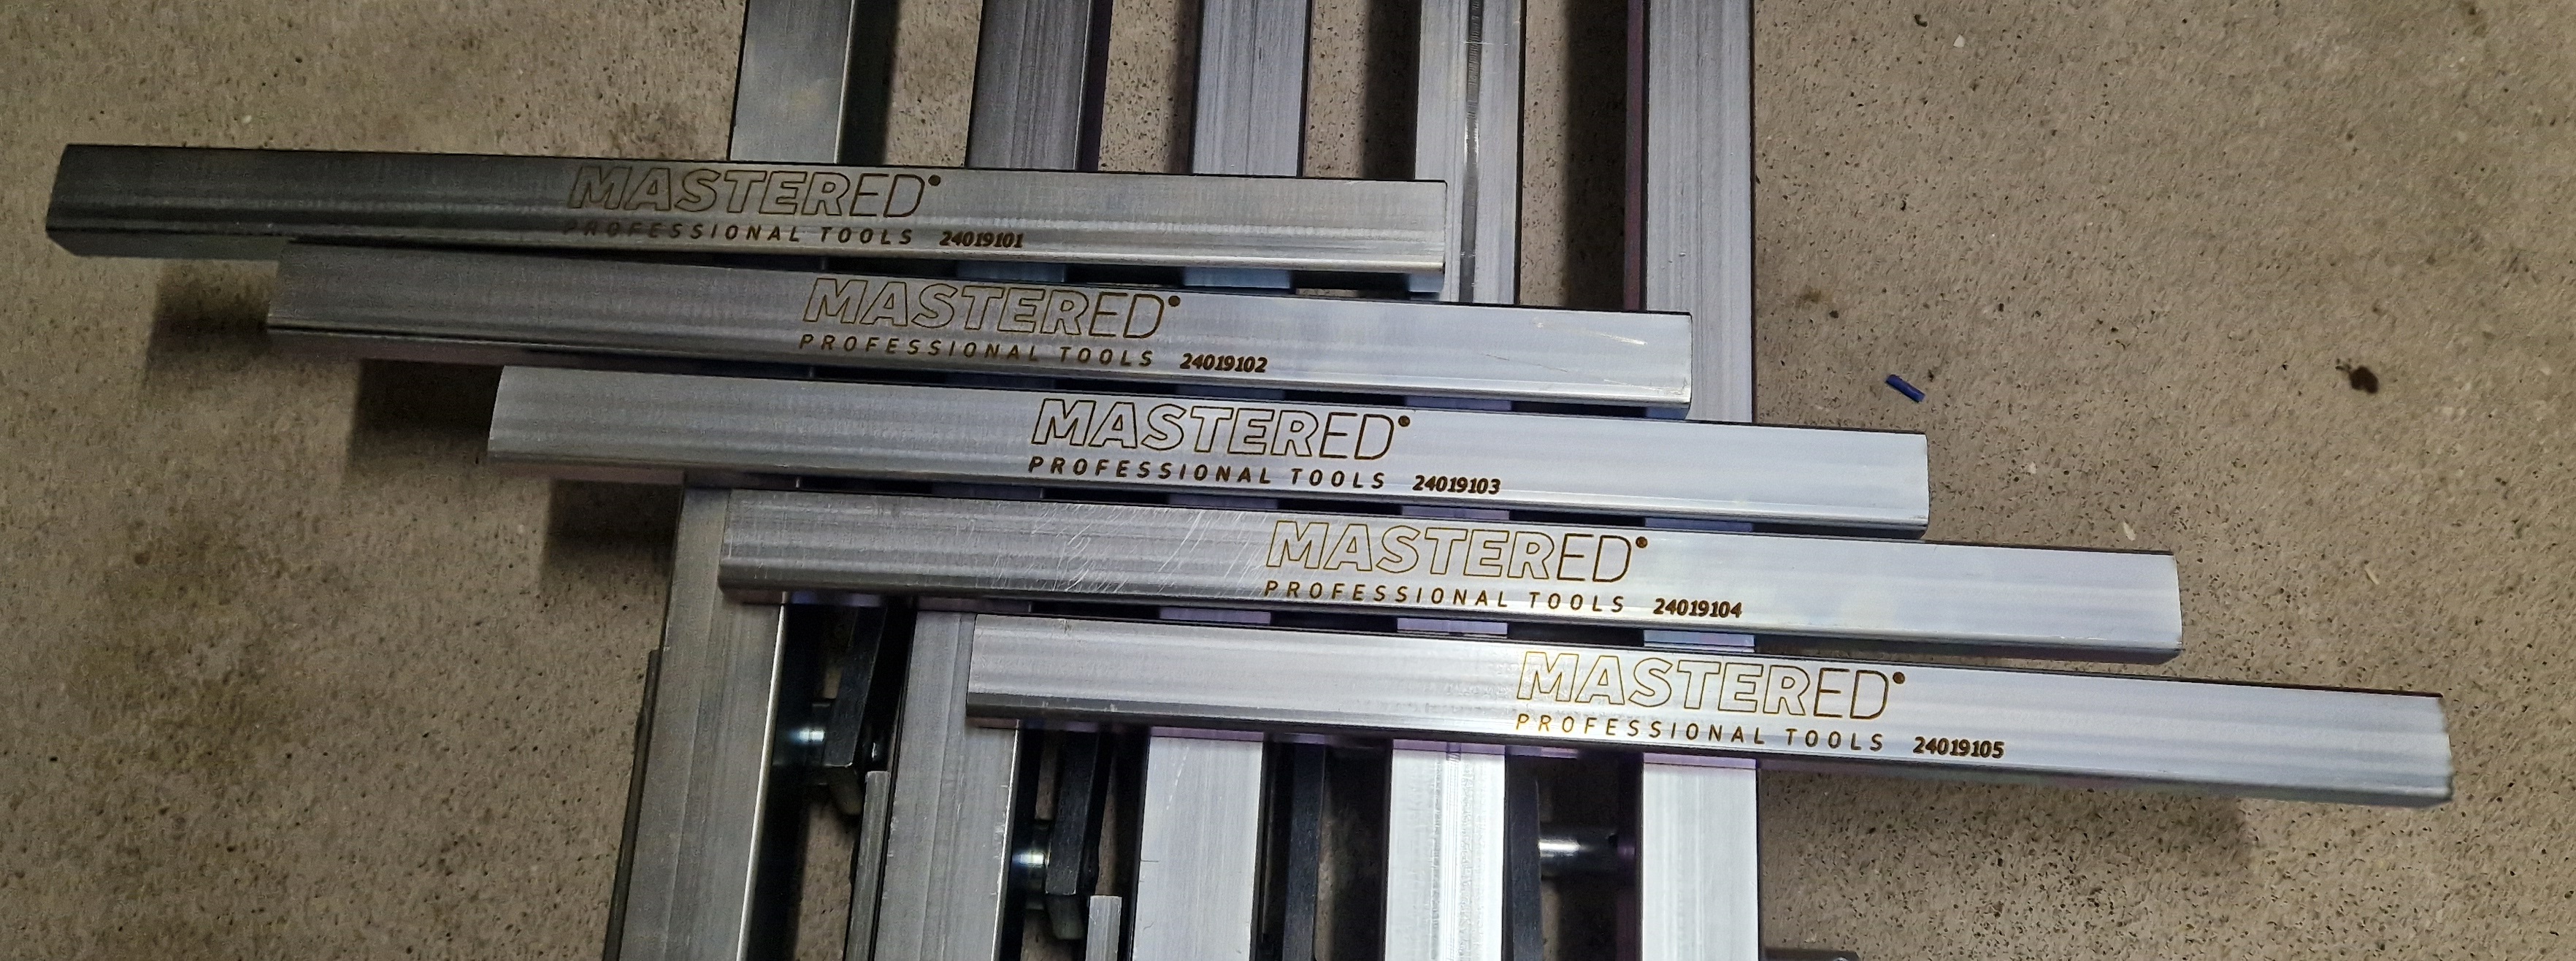 MASTERED
PROFESSIONAL TOOLS 24019101
MASTERED
PROFESSIONAL TOOLS 24019102
MASTERED
PROFESSIONAL TOOLS 24019103
MASTERED
PROFESSIONAL TOOLS 24019104
MASTERED
PROFESSIONAL TOOLS 24019105